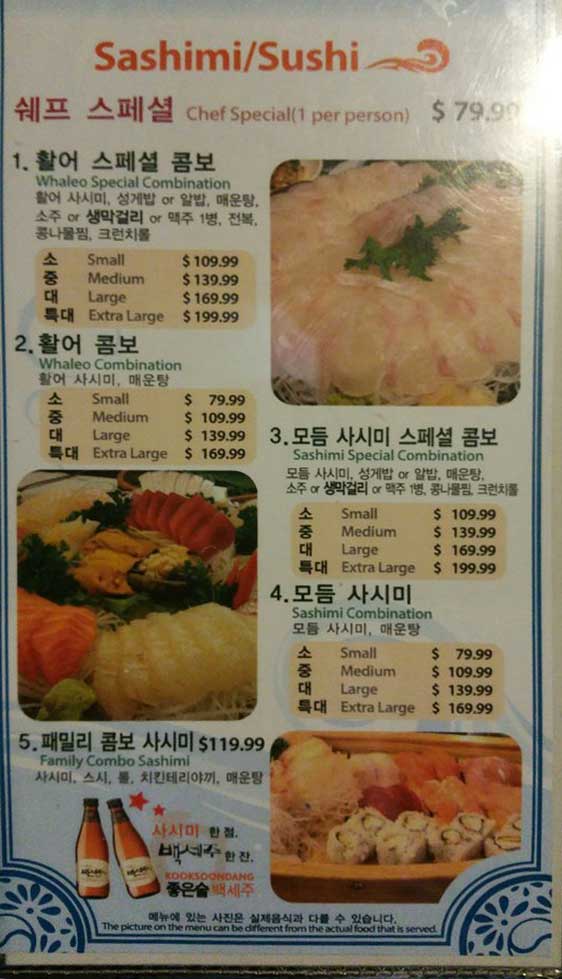 Sashimi/Sushi
쉐프 스페셜 Chef Special(1 per person) $ 79.99
1. 활어 스페셜 콤보
Whaleo Special Combination
활어 사시미, 성게밥 or 알밥, 매운탕,
소주 or 생막걸리 or 맥주 1병, 전복,
콩나물찜, 크런치롤
소 Small $ 109.99
중 Medium $ 139.99
대 Large $ 169.99
특대 Extra Large $ 199.99
2. 활어 콤보
Whaleo Combination
활어 사시미, 매운탕
소 Small $ 79.99
중 Medium $ 109.99
대 Large $ 139.99
특대 Extra Large $ 169.99
3. 모듬 사시미 스페셜 콤보
Sashimi Special Combination
모듬 사시미, 성게밥 or 알밥, 매운탕,
소주 or 생막걸리 or 맥주 1병, 콩나물찜, 크런치롤
소 Small $ 109.99
중 Medium $ 139.99
대 Large $ 169.99
특대 Extra Large $ 199.99
4. 모듬 사시미
Sashimi Combination
모듬 사시미, 매운탕
소 Small $ 79.99
중 Medium $ 109.99
대 Large $ 139.99
특대 Extra Large $ 169.99
5. 패밀리 콤보 사시미 $119.99
Family Combo Sashimi
사시미, 스시, 롤, 치킨테리야끼, 매운탕
사시미 한 점.
백세주 한 잔.
KOOKSOONDANG
좋은술 백세주
메뉴에 있는 사진은 실제음식과 다를 수 있습니다.
The picture on the menu can be different from the actual food that is served.